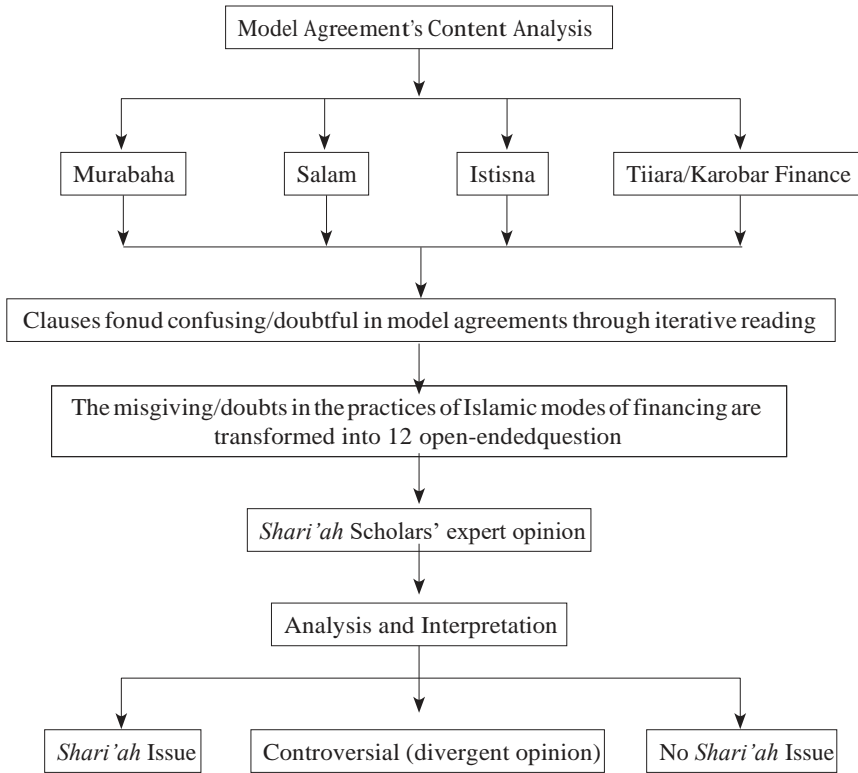 Model Agreement’s Content Analysis
Murabaha
Salam
Istisna
Tiiara/Karobar Finance
Clauses fonud confusing/doubtful in model agreements through iterative reading
The misgiving/doubts in the practices of Islamic modes of financing are
transformed into 12 open-endedquestion
Shari’ah Scholars’ expert opinion
Analysis and Interpretation
Shari’ah Issue
Controversial (divergent opinion)
No Shari’ah Issue